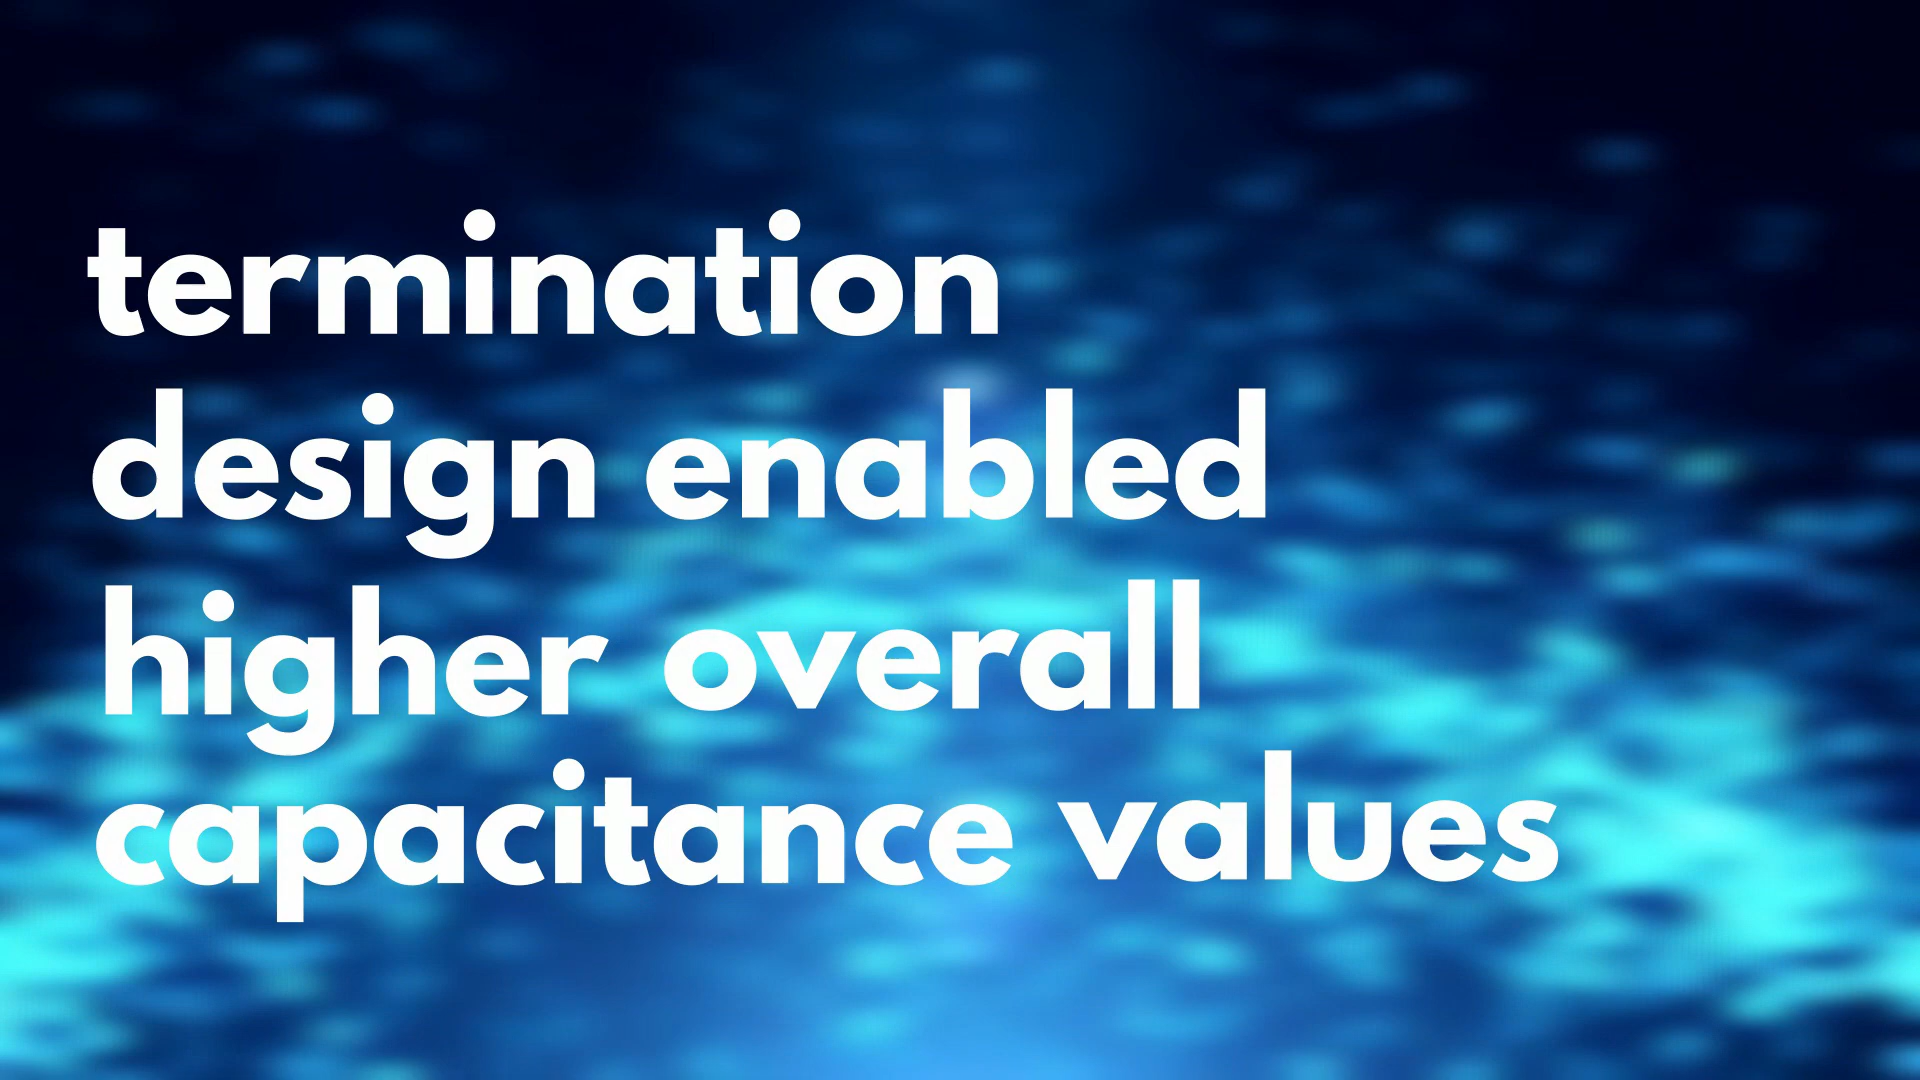 termination
design enabled
higher overall
capacitance values